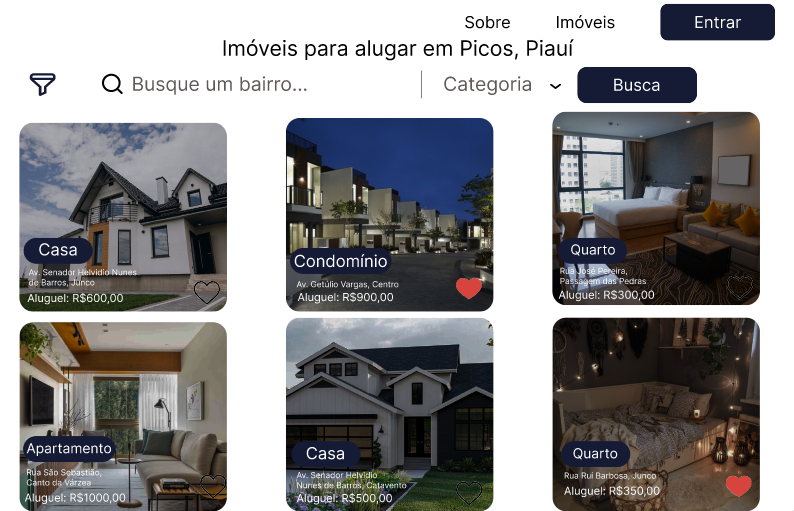 Sobre
Imóveis
Entrar
Imóveis para alugar em Picos, Piauí
Busque um bairro...
Categoria
Busca
Casa
Av. Senador Helvidio Nunes
de Barros, Junco
Aluguel: R$600,00
Condomínio
Av. Getúlio Vargas, Centro
Aluguel: R$900,00
Quarto
Rua José Pereira,
Passagem das Pedras
Aluguel: R$300,00
Apartamento
Rua São Sebastião,
Canto da Várzea
Aluguel: R$1000,00
Casa
Av. Senador Helvidio
Nunes de Barros, Catavento
Aluguel: R$500,00
Quarto
Rua Rui Barbosa, Junco
Aluguel: R$350,00